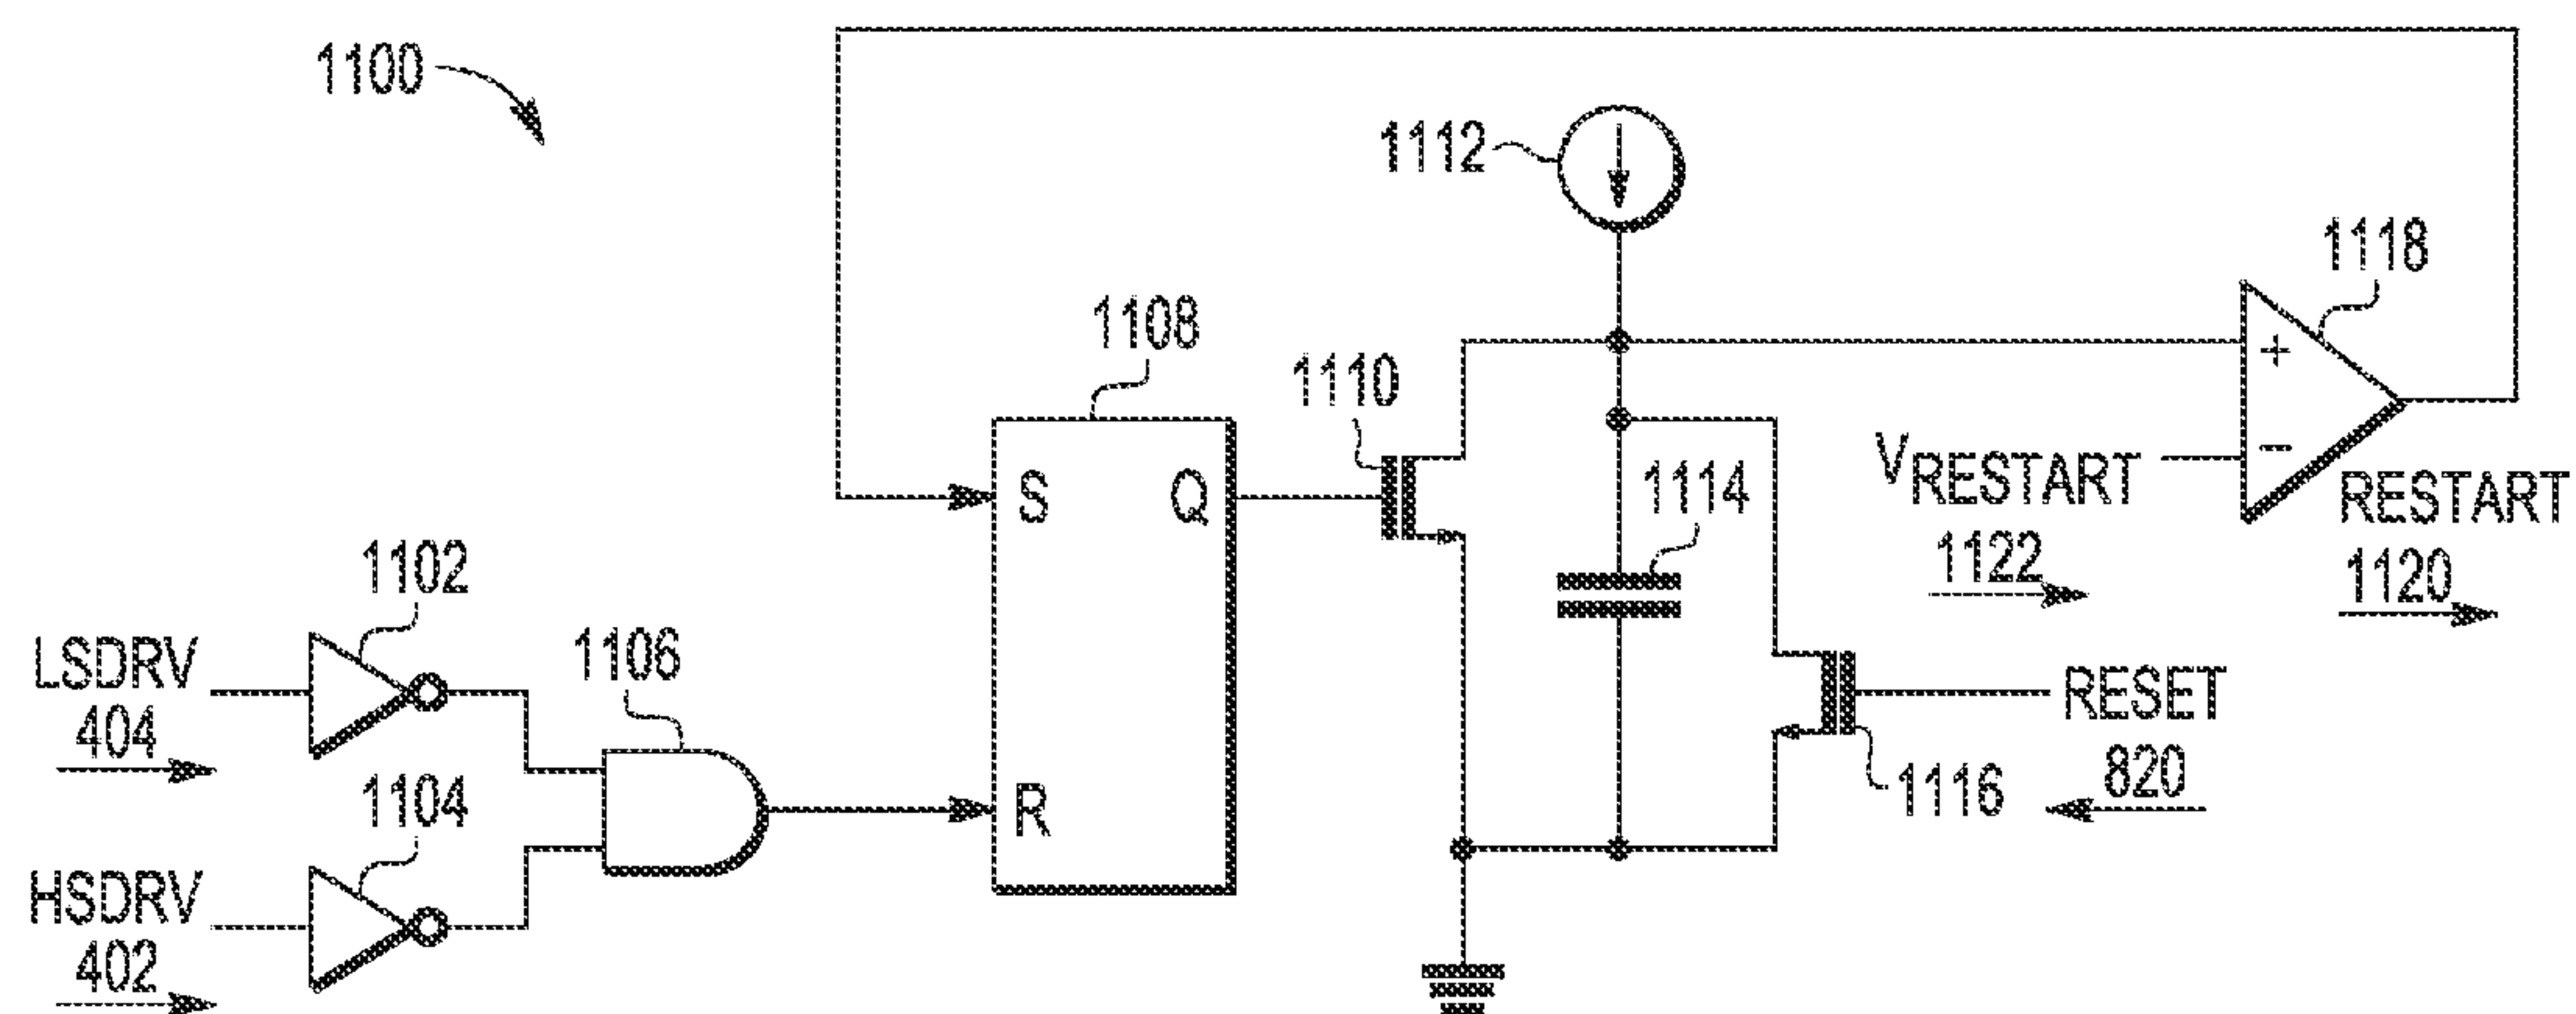 1100
1112
1118
1108
1110
S
Q
+
−
VRESTART
1122
RESTART
1120
1114
1102
LSDRV
404
1106
1104
R
RESET
820
1116
HSDRV
402